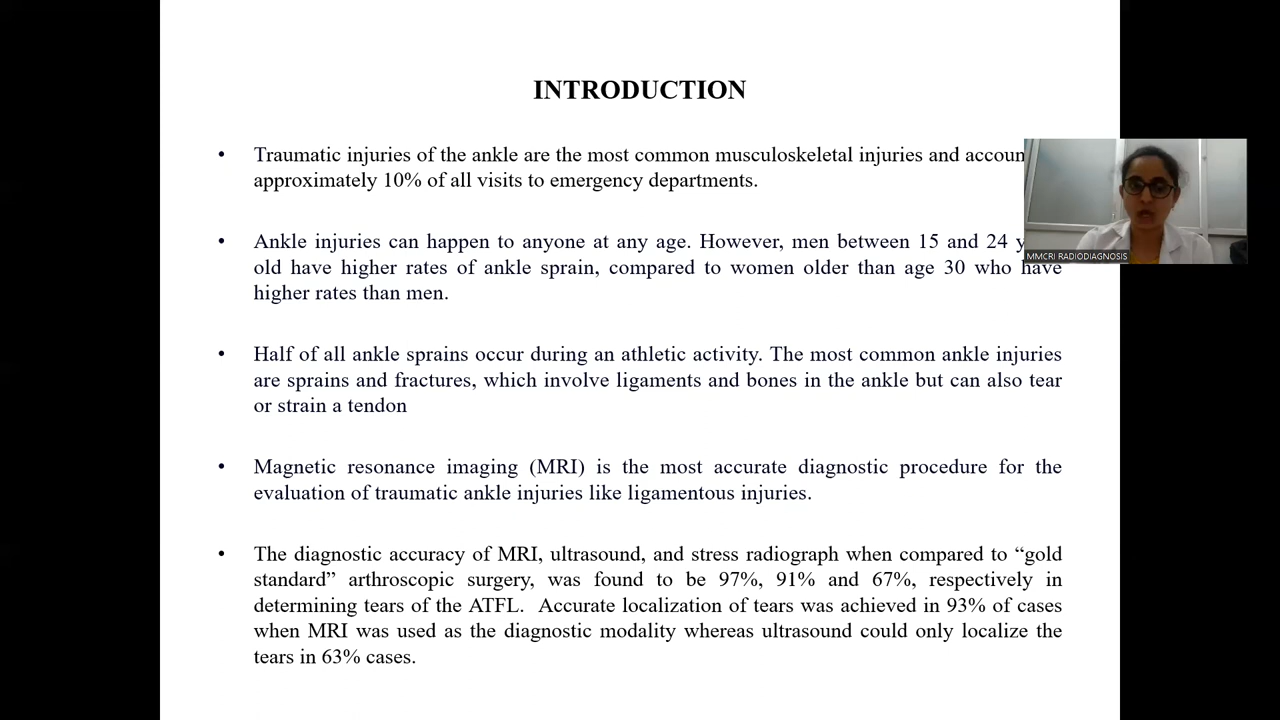 INTRODUCTION
• Traumatic injuries of the ankle are the most common musculoskeletal injuries and accoun
approximately 10% of all visits to emergency departments.
• Ankle injuries can happen to anyone at any age. However, men between 15 and 24 y
old have higher rates of ankle sprain, compared to women older than age 30 who have
higher rates than men.
• Half of all ankle sprains occur during an athletic activity. The most common ankle injuries
are sprains and fractures, which involve ligaments and bones in the ankle but can also tear
or strain a tendon
• Magnetic resonance imaging (MRI) is the most accurate diagnostic procedure for the
evaluation of traumatic ankle injuries like ligamentous injuries.
• The diagnostic accuracy of MRI, ultrasound, and stress radiograph when compared to “gold
standard” arthroscopic surgery, was found to be 97%, 91% and 67%, respectively in
determining tears of the ATFL. Accurate localization of tears was achieved in 93% of cases
when MRI was used as the diagnostic modality whereas ultrasound could only localize the
tears in 63% cases.
MMCRI RADIODIAGNOSIS